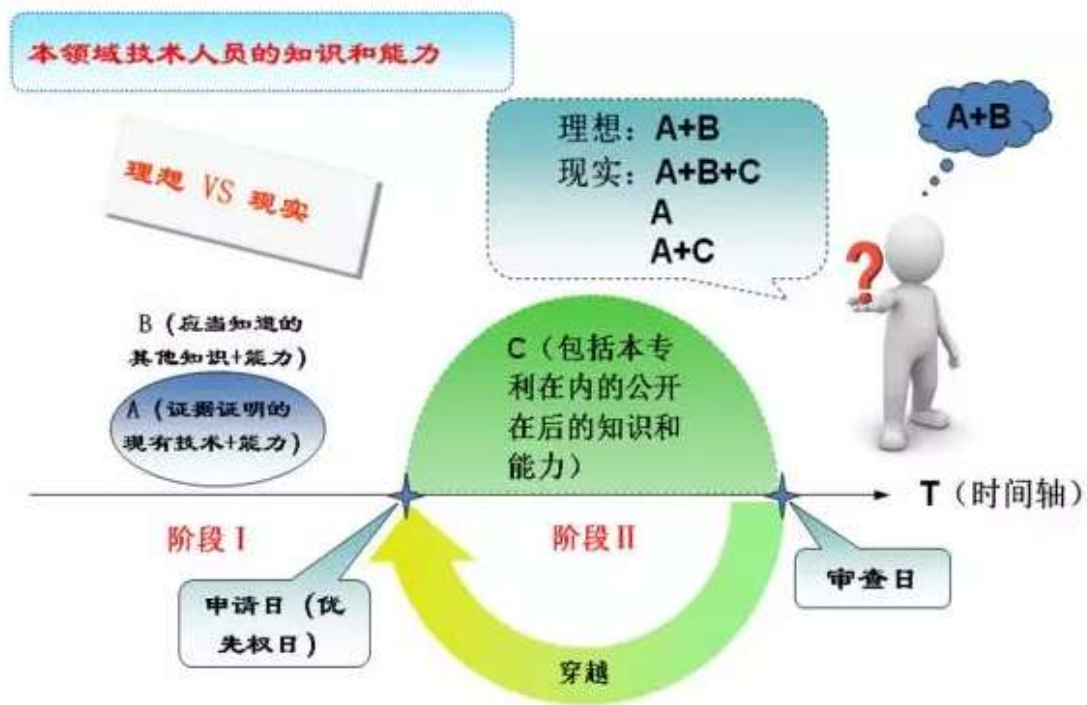 本领域技术人员的知识和能力
理想 VS 现实
理想：A+B
现实：A+B+C
A
A+C
A+B
?
B（应当知道的
其他知识+能力）
A（证据证明的
现有技术+能力）
C（包括本专
利在内的公开
在后的知识和
能力）
T（时间轴）
阶段 I
阶段II
申请日（优
先权日）
审查日
穿越